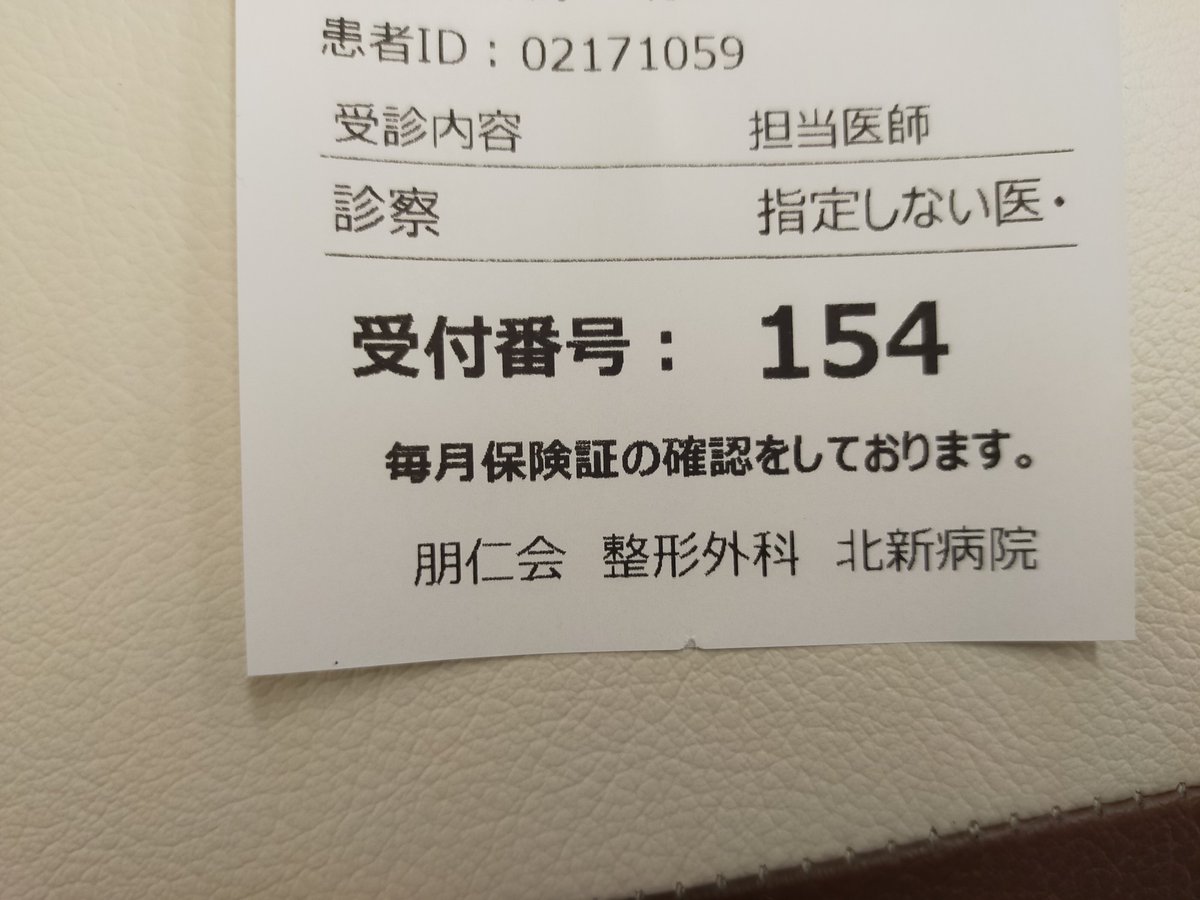 患者ID：02171059
受診内容　担当医師
診察　指定しない医・
受付番号：　154
毎月保険証の確認をしております。
朋仁会　整形外科　北新病院